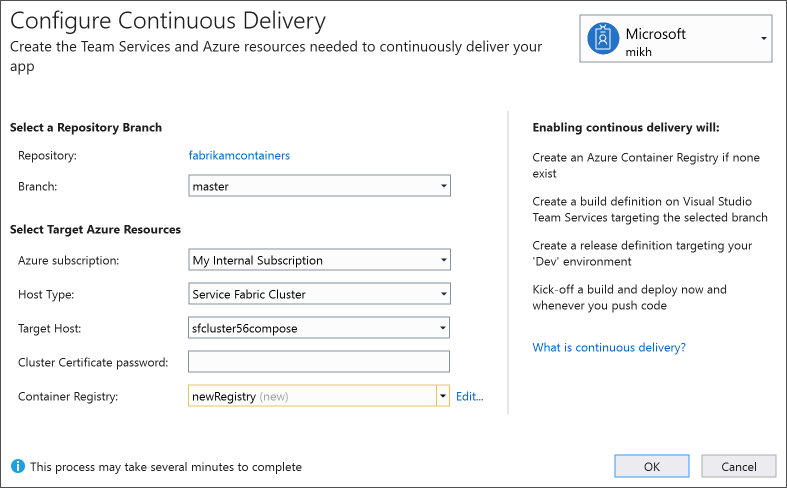 Configure Continuous Delivery
Create the Team Services and Azure resources needed to continuously deliver your
app
Microsoft
mikh
Select a Repository Branch
Repository:
fabrikamcontainers
Branch:
master
Select Target Azure Resources
Azure subscription:
My Internal Subscription
Host Type:
Service Fabric Cluster
Target Host:
sfcluster56compose
Cluster Certificate password:
Container Registry:
newRegistry (new)
Edit...
Enabling continous delivery will:
Create an Azure Container Registry if none
exist
Create a build definition on Visual Studio
Team Services targeting the selected branch
Create a release definition targeting your
'Dev' environment
Kick-off a build and deploy now and
whenever you push code
What is continuous delivery?
This process may take several minutes to complete
OK
Cancel